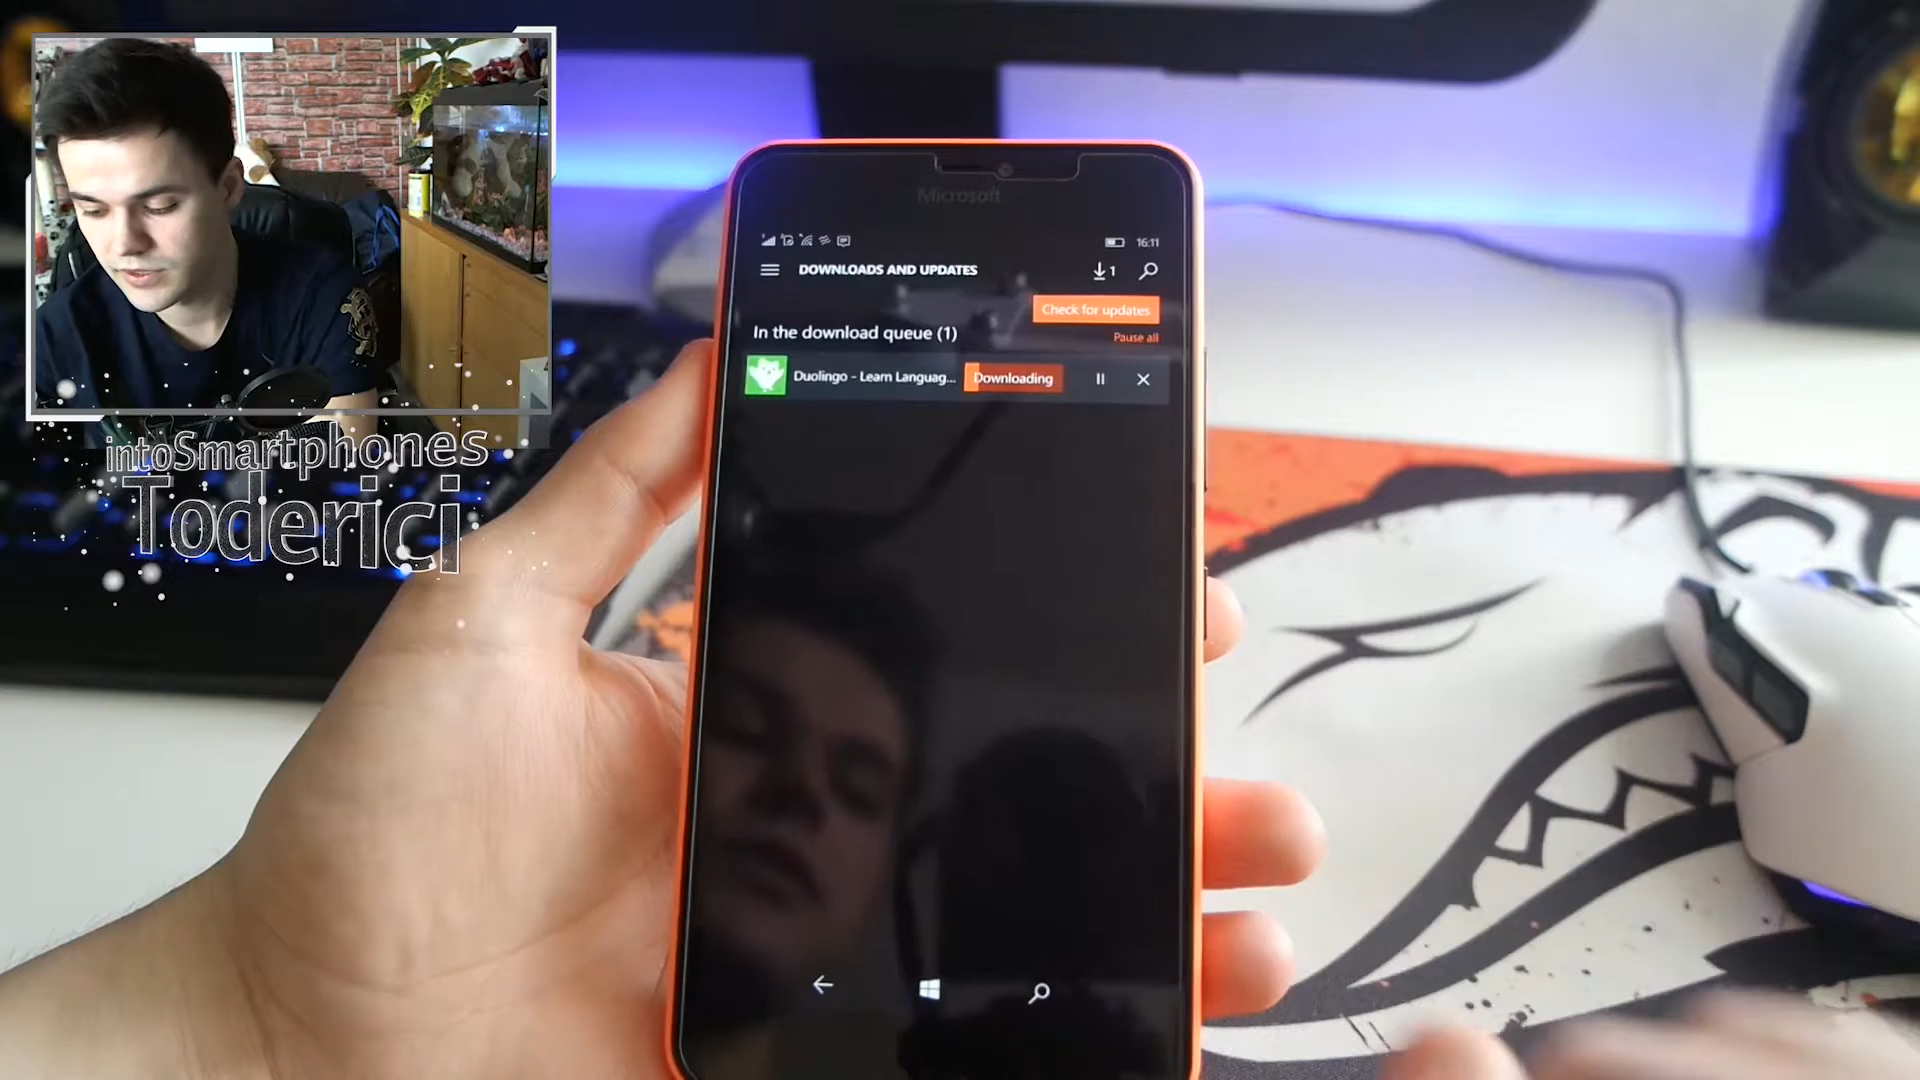 intoSmartphones
Toderici
Microsoft
16:11
DOWNLOADS AND UPDATES
1
Check for updates
In the download queue (1)
Pause all
Duolingo - Learn Languag...
Downloading